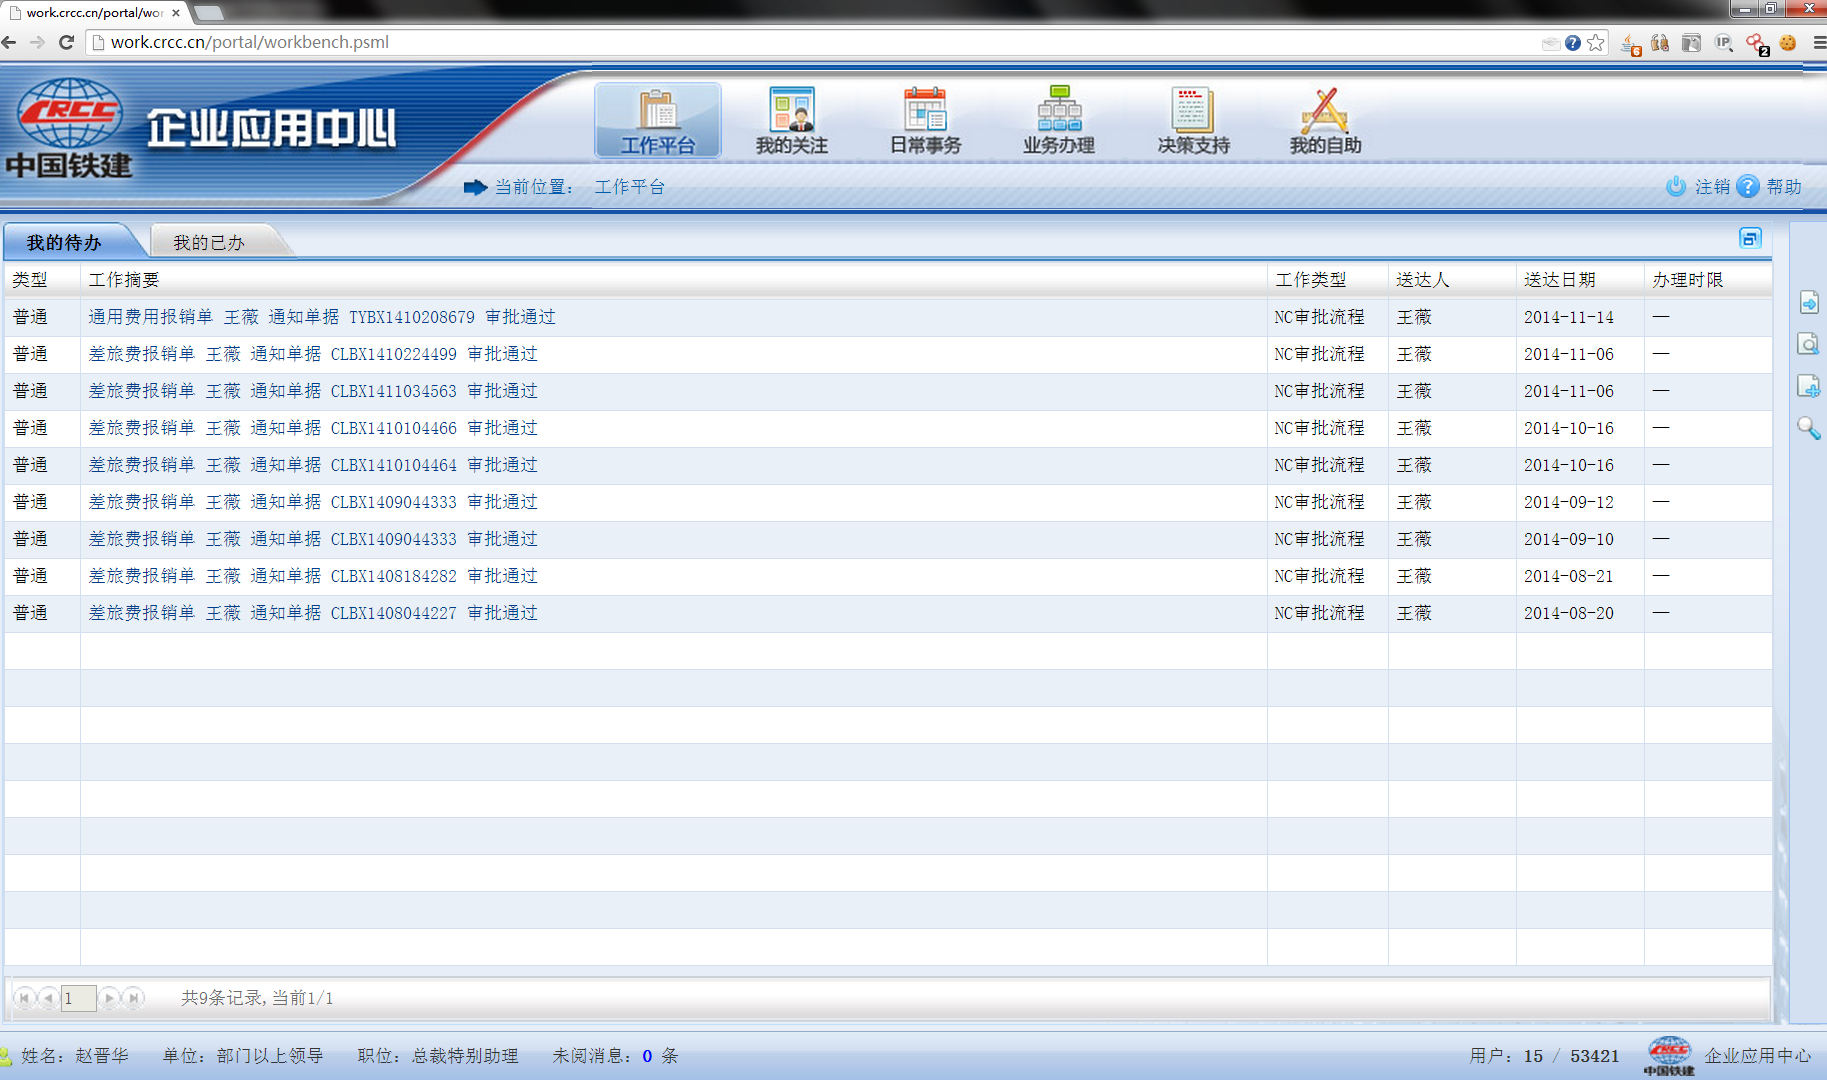 work.crcc.cn/portal/wor
work.crcc.cn/portal/workbench.psml
6
IP
2
CRCC
中国铁建
企业应用中心
工作平台 我的关注 日常事务 业务办理 决策支持 我的自助
当前位置： 工作平台
注销 帮助
我的待办 我的已办
类型 工作摘要 工作类型 送达人 送达日期 办理时限
普通 通用费用报销单 王薇 通知单据 TYBX1410208679 审批通过 NC审批流程 王薇 2014-11-14 —
普通 差旅费报销单 王薇 通知单据 CLBX1410224499 审批通过 NC审批流程 王薇 2014-11-06 —
普通 差旅费报销单 王薇 通知单据 CLBX1411034563 审批通过 NC审批流程 王薇 2014-11-06 —
普通 差旅费报销单 王薇 通知单据 CLBX1410104466 审批通过 NC审批流程 王薇 2014-10-16 —
普通 差旅费报销单 王薇 通知单据 CLBX1410104464 审批通过 NC审批流程 王薇 2014-10-16 —
普通 差旅费报销单 王薇 通知单据 CLBX1409044333 审批通过 NC审批流程 王薇 2014-09-12 —
普通 差旅费报销单 王薇 通知单据 CLBX1409044333 审批通过 NC审批流程 王薇 2014-09-10 —
普通 差旅费报销单 王薇 通知单据 CLBX1408184282 审批通过 NC审批流程 王薇 2014-08-21 —
普通 差旅费报销单 王薇 通知单据 CLBX1408044227 审批通过 NC审批流程 王薇 2014-08-20 —
1 共9条记录,当前1/1
姓名：赵晋华 单位：部门以上领导 职位：总裁特别助理 未阅消息：0 条 用户：15 / 53421 CRCC 中国铁建 企业应用中心